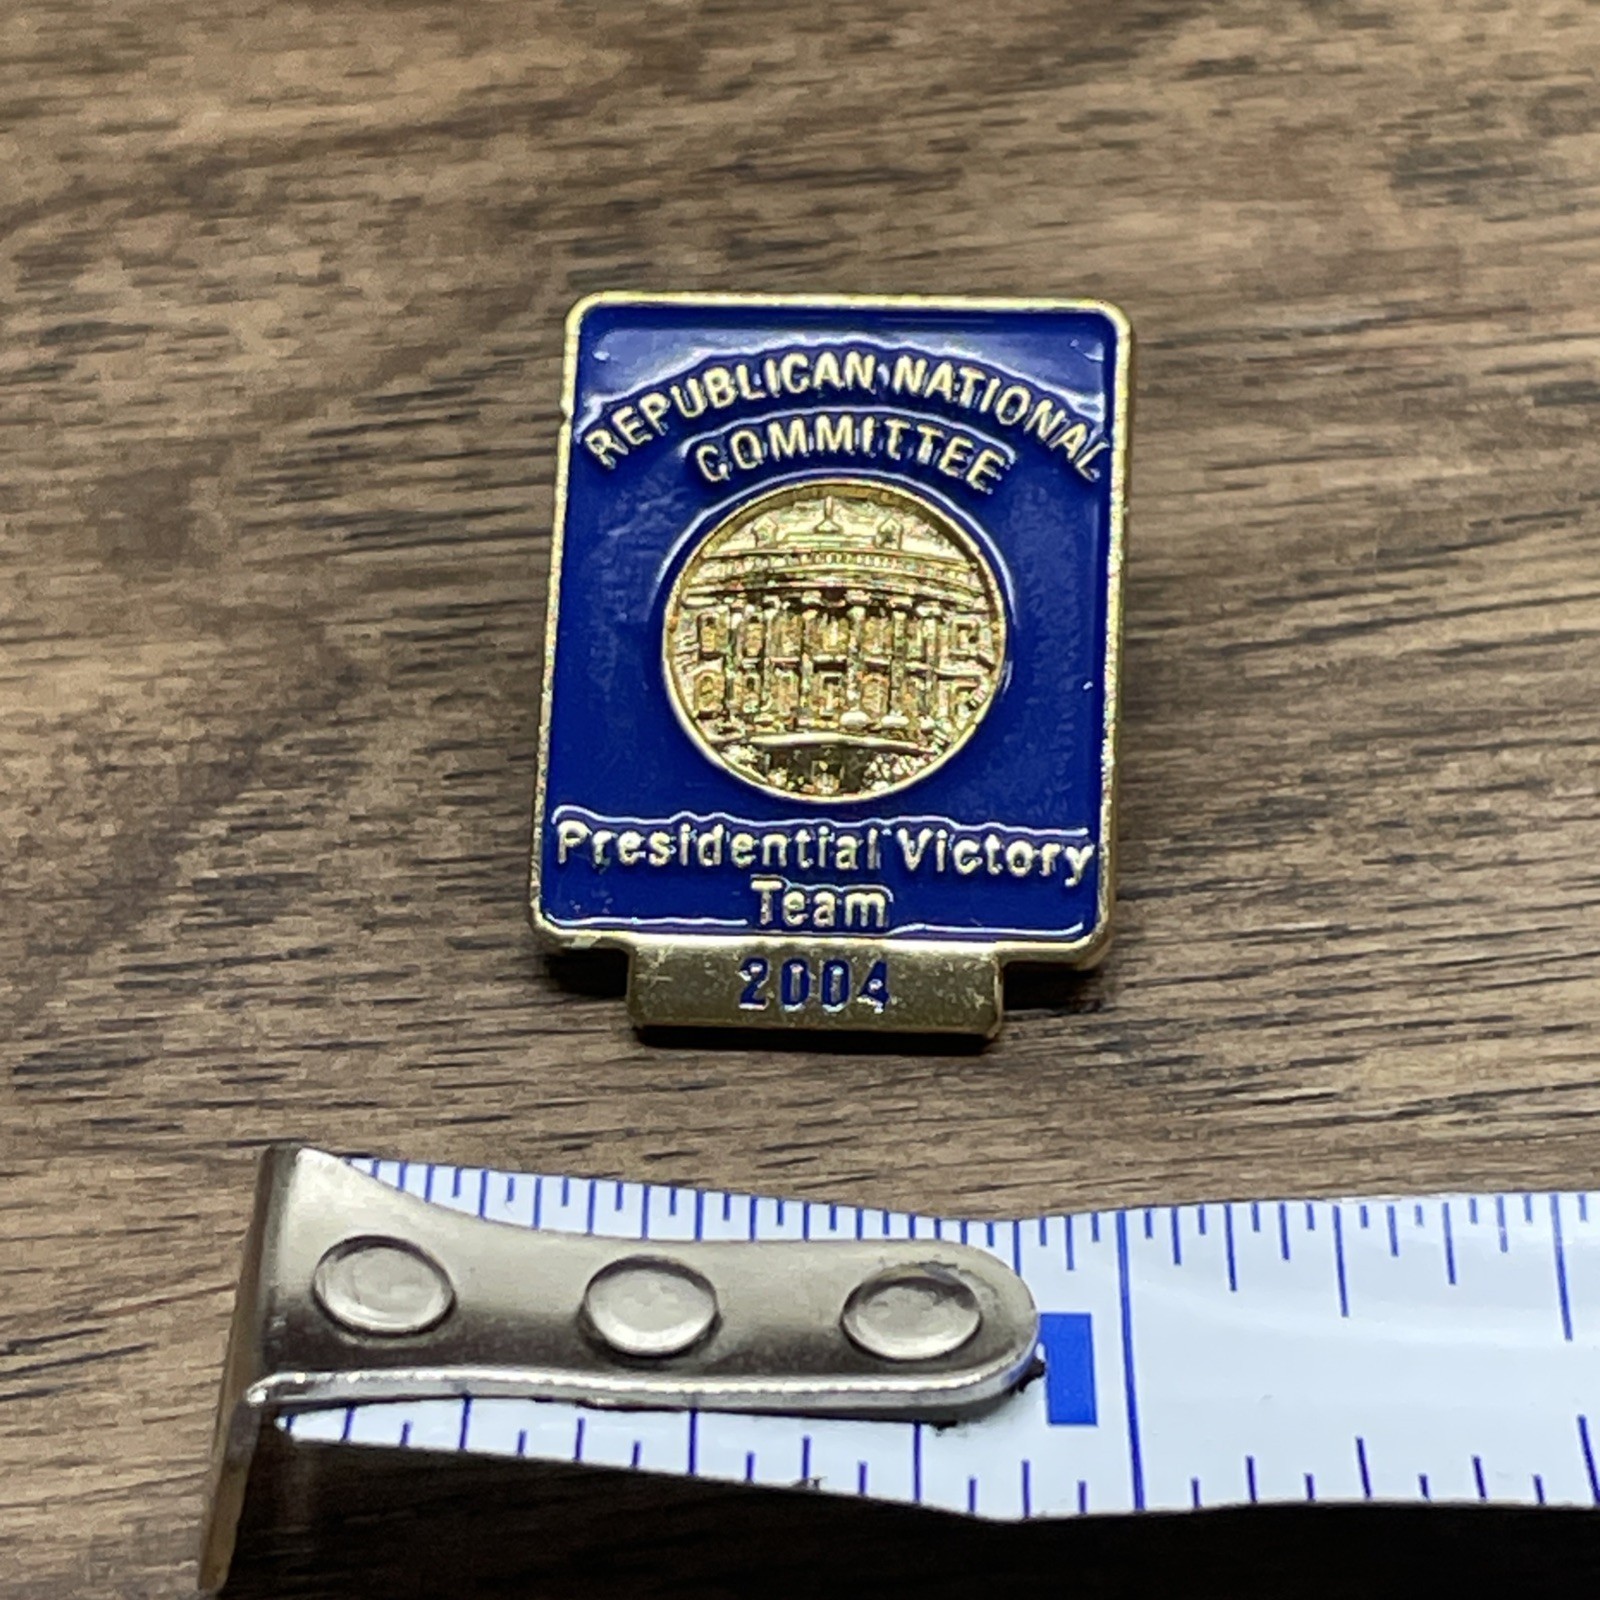 REPUBLICAN NATIONAL
COMMITTEE
Presidential Victory
Team
2004